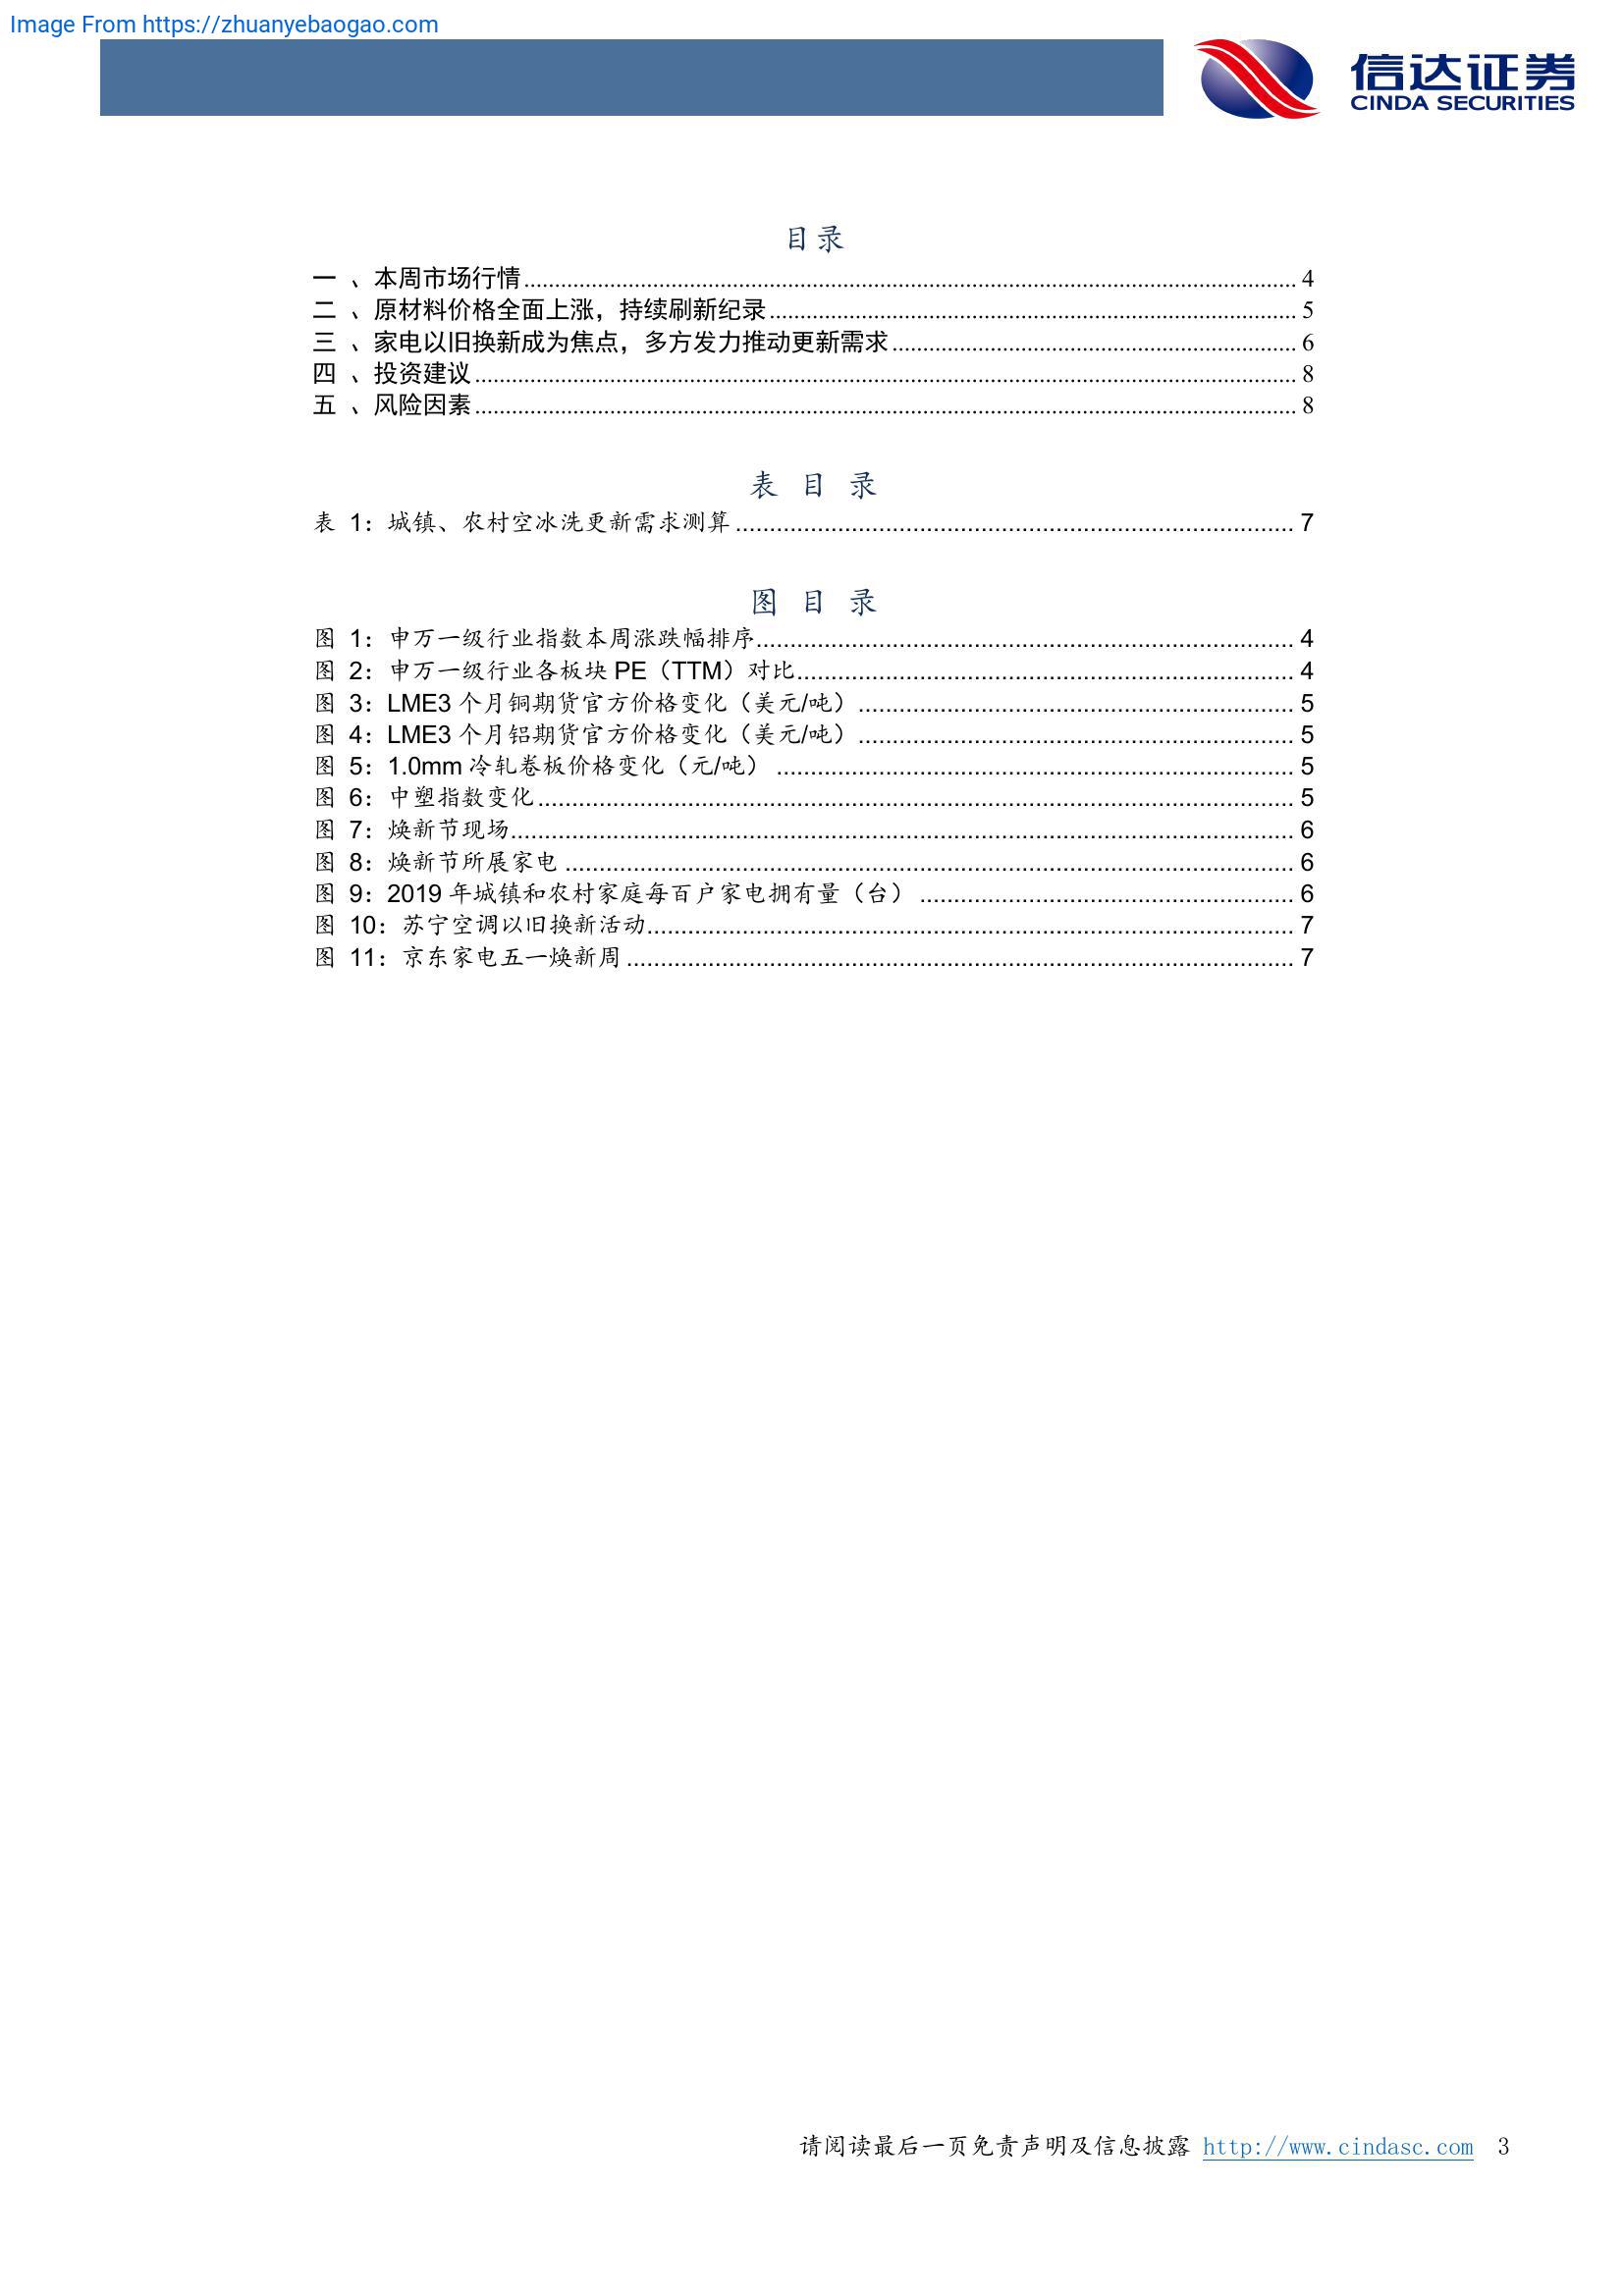 Image From https://zhuanyebaogao.com
信达证券
CINDA SECURITIES
目录
一 、本周市场行情 4
二 、原材料价格全面上涨，持续刷新纪录 5
三 、家电以旧换新成为焦点，多方发力推动更新需求 6
四 、投资建议 8
五 、风险因素 8
表 目 录
表 1：城镇、农村空冰洗更新需求测算 7
图 目 录
图 1：申万一级行业指数本周涨跌幅排序 4
图 2：申万一级行业各板块 PE（TTM）对比 4
图 3：LME3 个月铜期货官方价格变化（美元/吨） 5
图 4：LME3 个月铝期货官方价格变化（美元/吨） 5
图 5：1.0mm 冷轧卷板价格变化（元/吨） 5
图 6：中塑指数变化 5
图 7：焕新节现场 6
图 8：焕新节所展家电 6
图 9：2019 年城镇和农村家庭每百户家电拥有量（台） 6
图 10：苏宁空调以旧换新活动 7
图 11：京东家电五一焕新周 7
请阅读最后一页免责声明及信息披露 http://www.cindasc.com 3